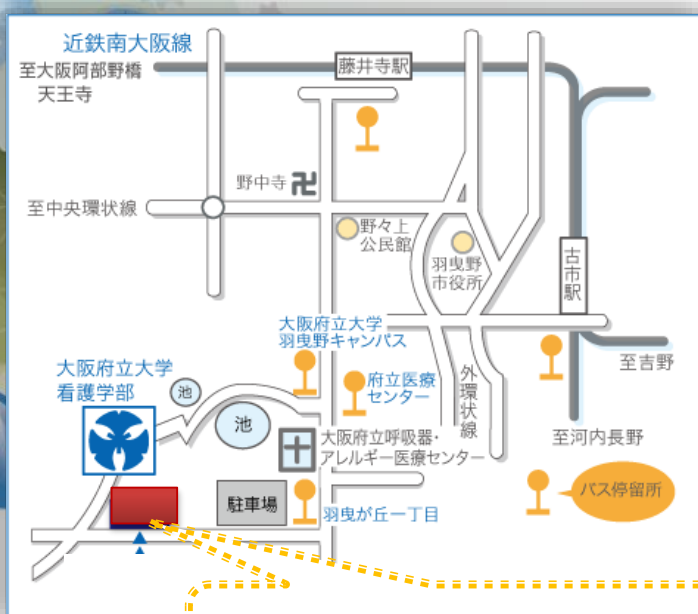 近鉄南大阪線
至大阪阿部野橋
天王寺
藤井寺駅
野中寺
至中央環状線
野々上
公民館
羽曳野
市役所
古市駅
大阪府立大学
羽曳野キャンパス
至吉野
大阪府立大学
看護学部
池
府立医療
センター
外環状線
池
大阪府立呼吸器・
アレルギー医療センター
至河内長野
駐車場
羽曳が丘一丁目
バス停留所